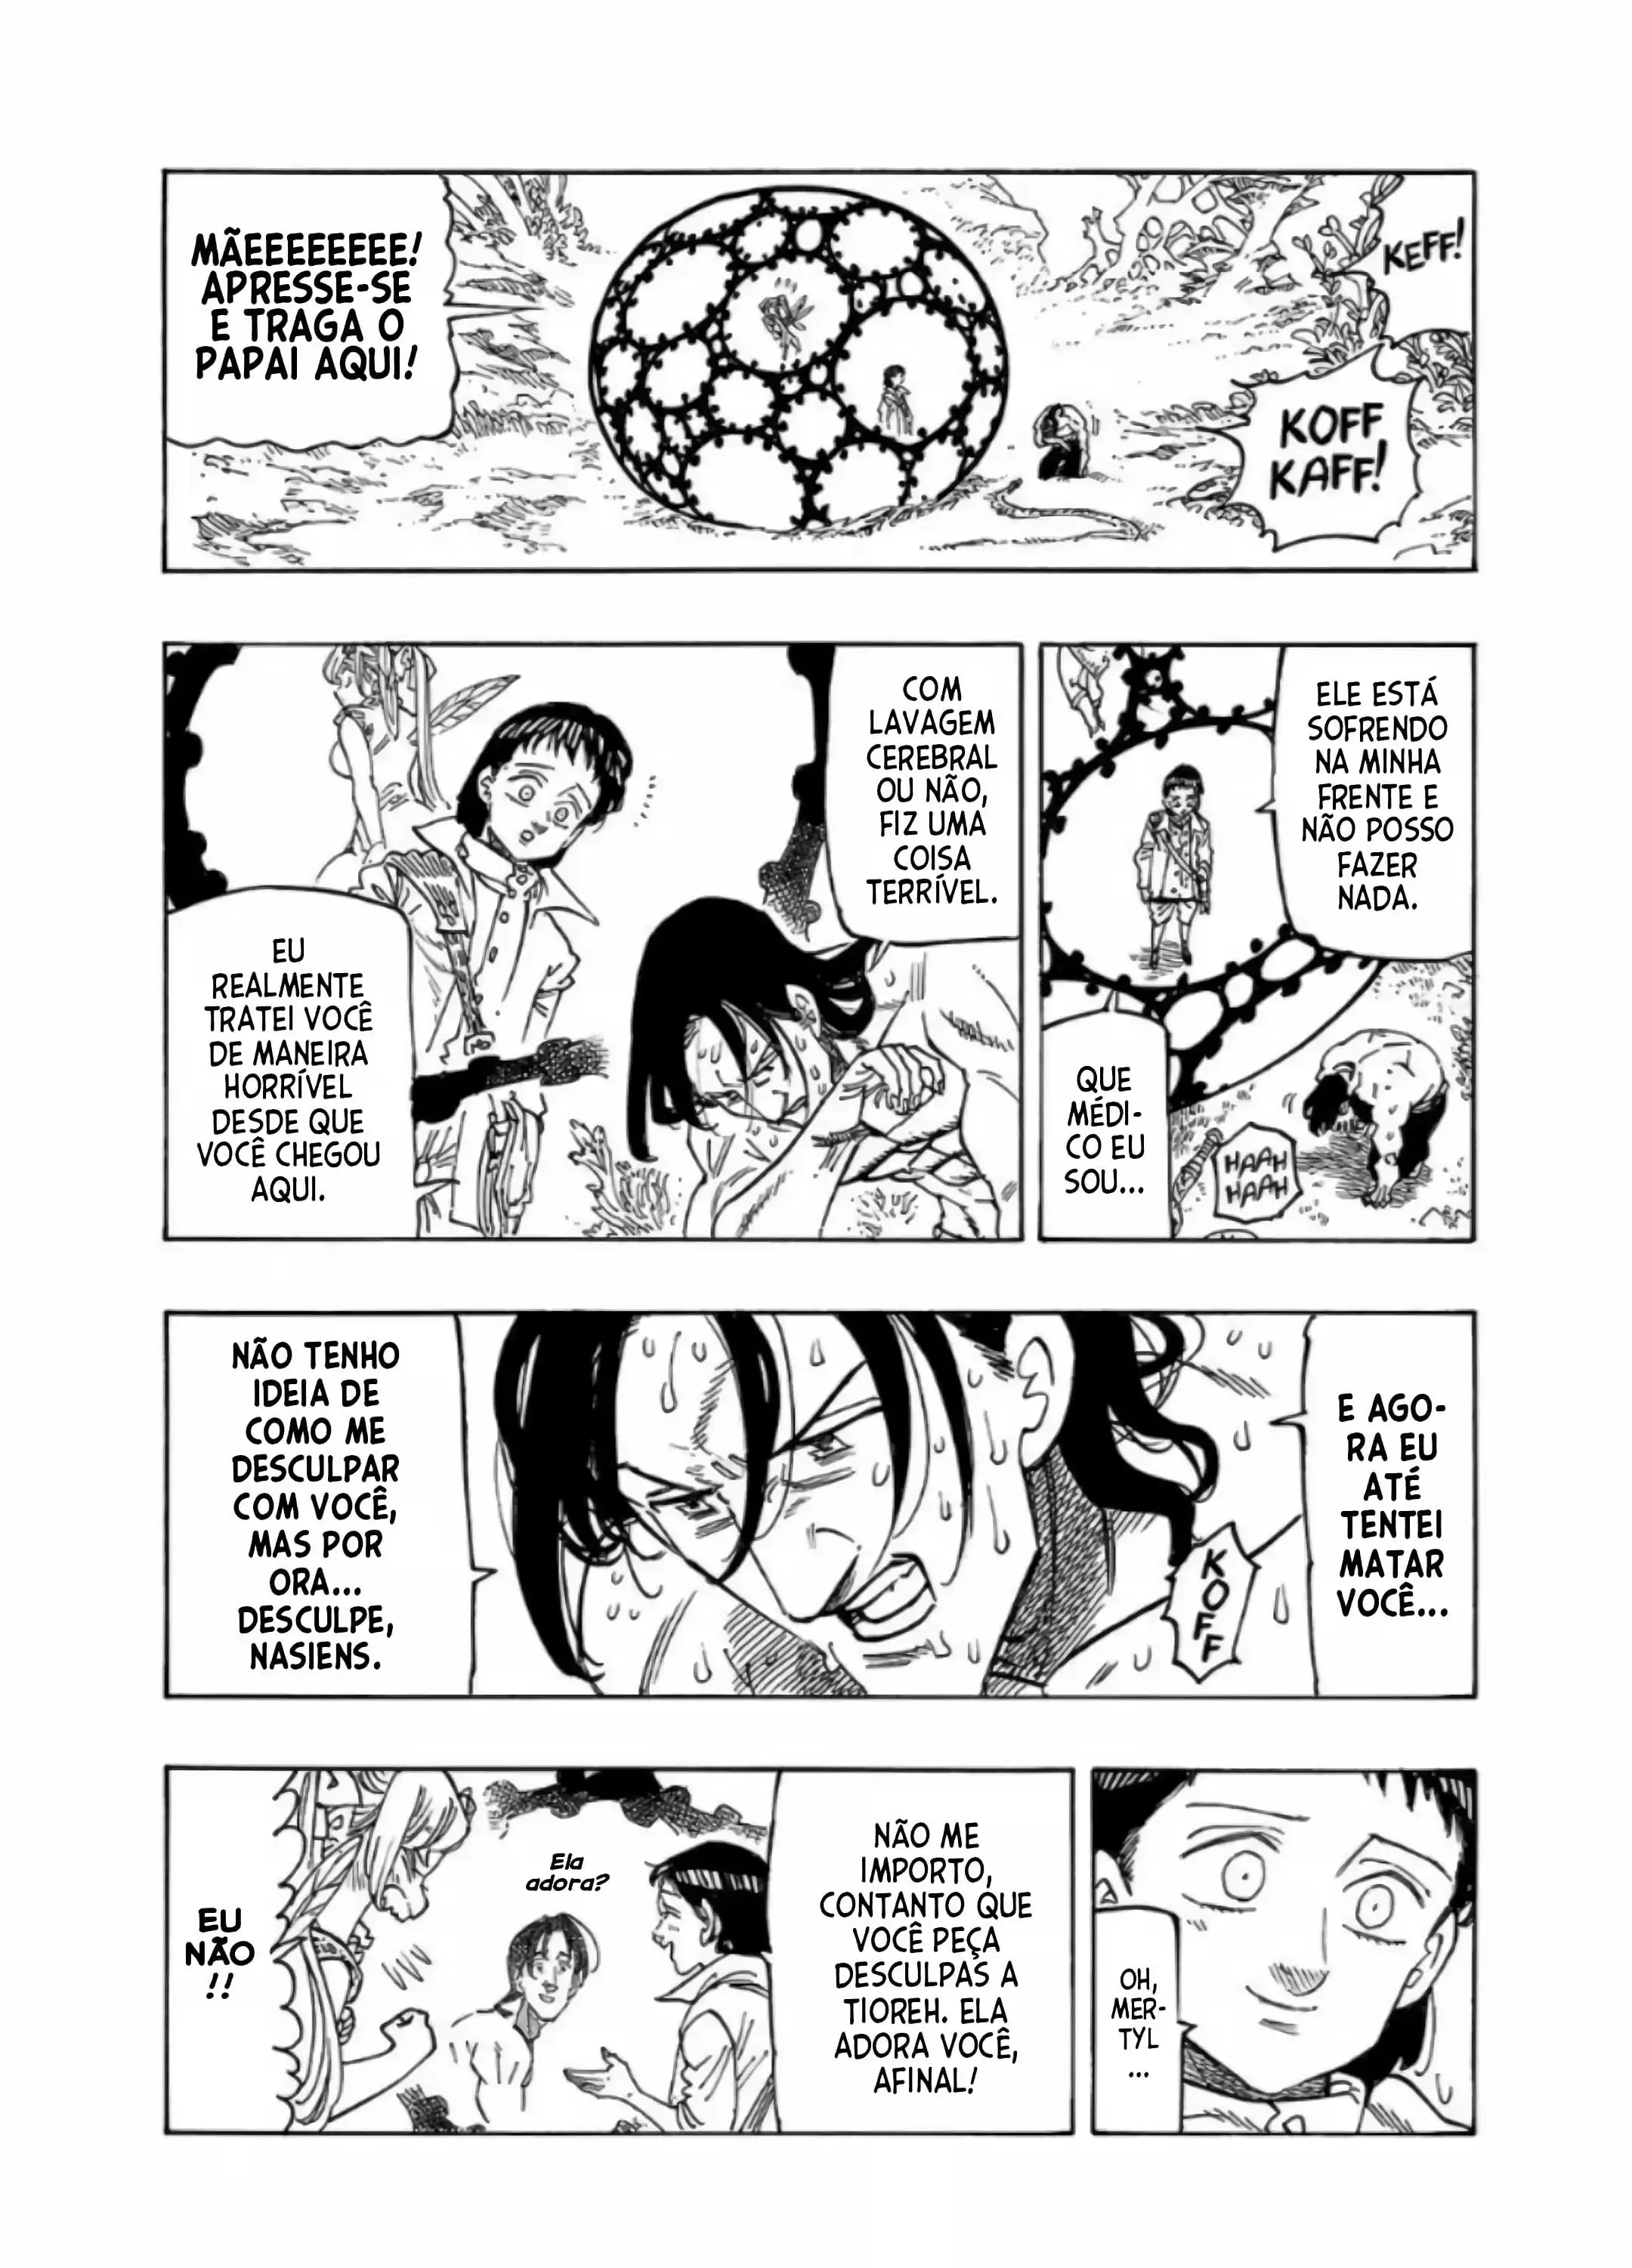 KEFF!
KOFF
KAFF!
MÃEEEEEEEE!
APRESSE-SE
E TRAGA O
PAPAI AQUI!
ELE ESTÁ
SOFRENDO
NA MINHA
FRENTE E
NÃO POSSO
FAZER
NADA.
QUE
MÉDI-
CO EU
SOU...
HAAH
HAAH
COM
LAVAGEM
CEREBRAL
OU NÃO,
FIZ UMA
COISA
TERRÍVEL.
EU
REALMENTE
TRATEI VOCÊ
DE MANEIRA
HORRÍVEL
DESDE QUE
VOCÊ CHEGOU
AQUI.
E AGO-
RA EU
ATÉ
TENTEI
MATAR
VOCÊ...
KOFF
NÃO TENHO
IDEIA DE
COMO ME
DESCULPAR
COM VOCÊ,
MAS POR
ORA...
DESCULPE,
NASIENS.
OH,
MER-
TYL
...
NÃO ME
IMPORTO,
CONTANTO QUE
VOCÊ PEÇA
DESCULPAS A
TIOREH. ELA
ADORA VOCÊ,
AFINAL!
Ela
adora?
EU
NÃO
!!